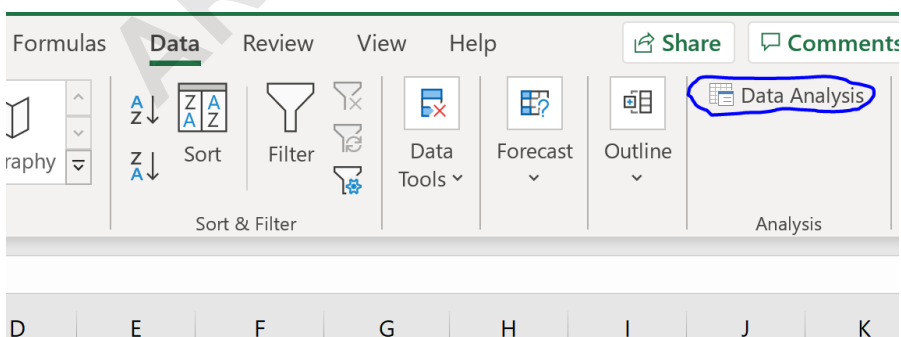 Formulas Data Review View Help Share Comments
Data Analysis
raphy Sort Filter Data Tools Forecast Outline
Sort & Filter Analysis
D E F G H I J K